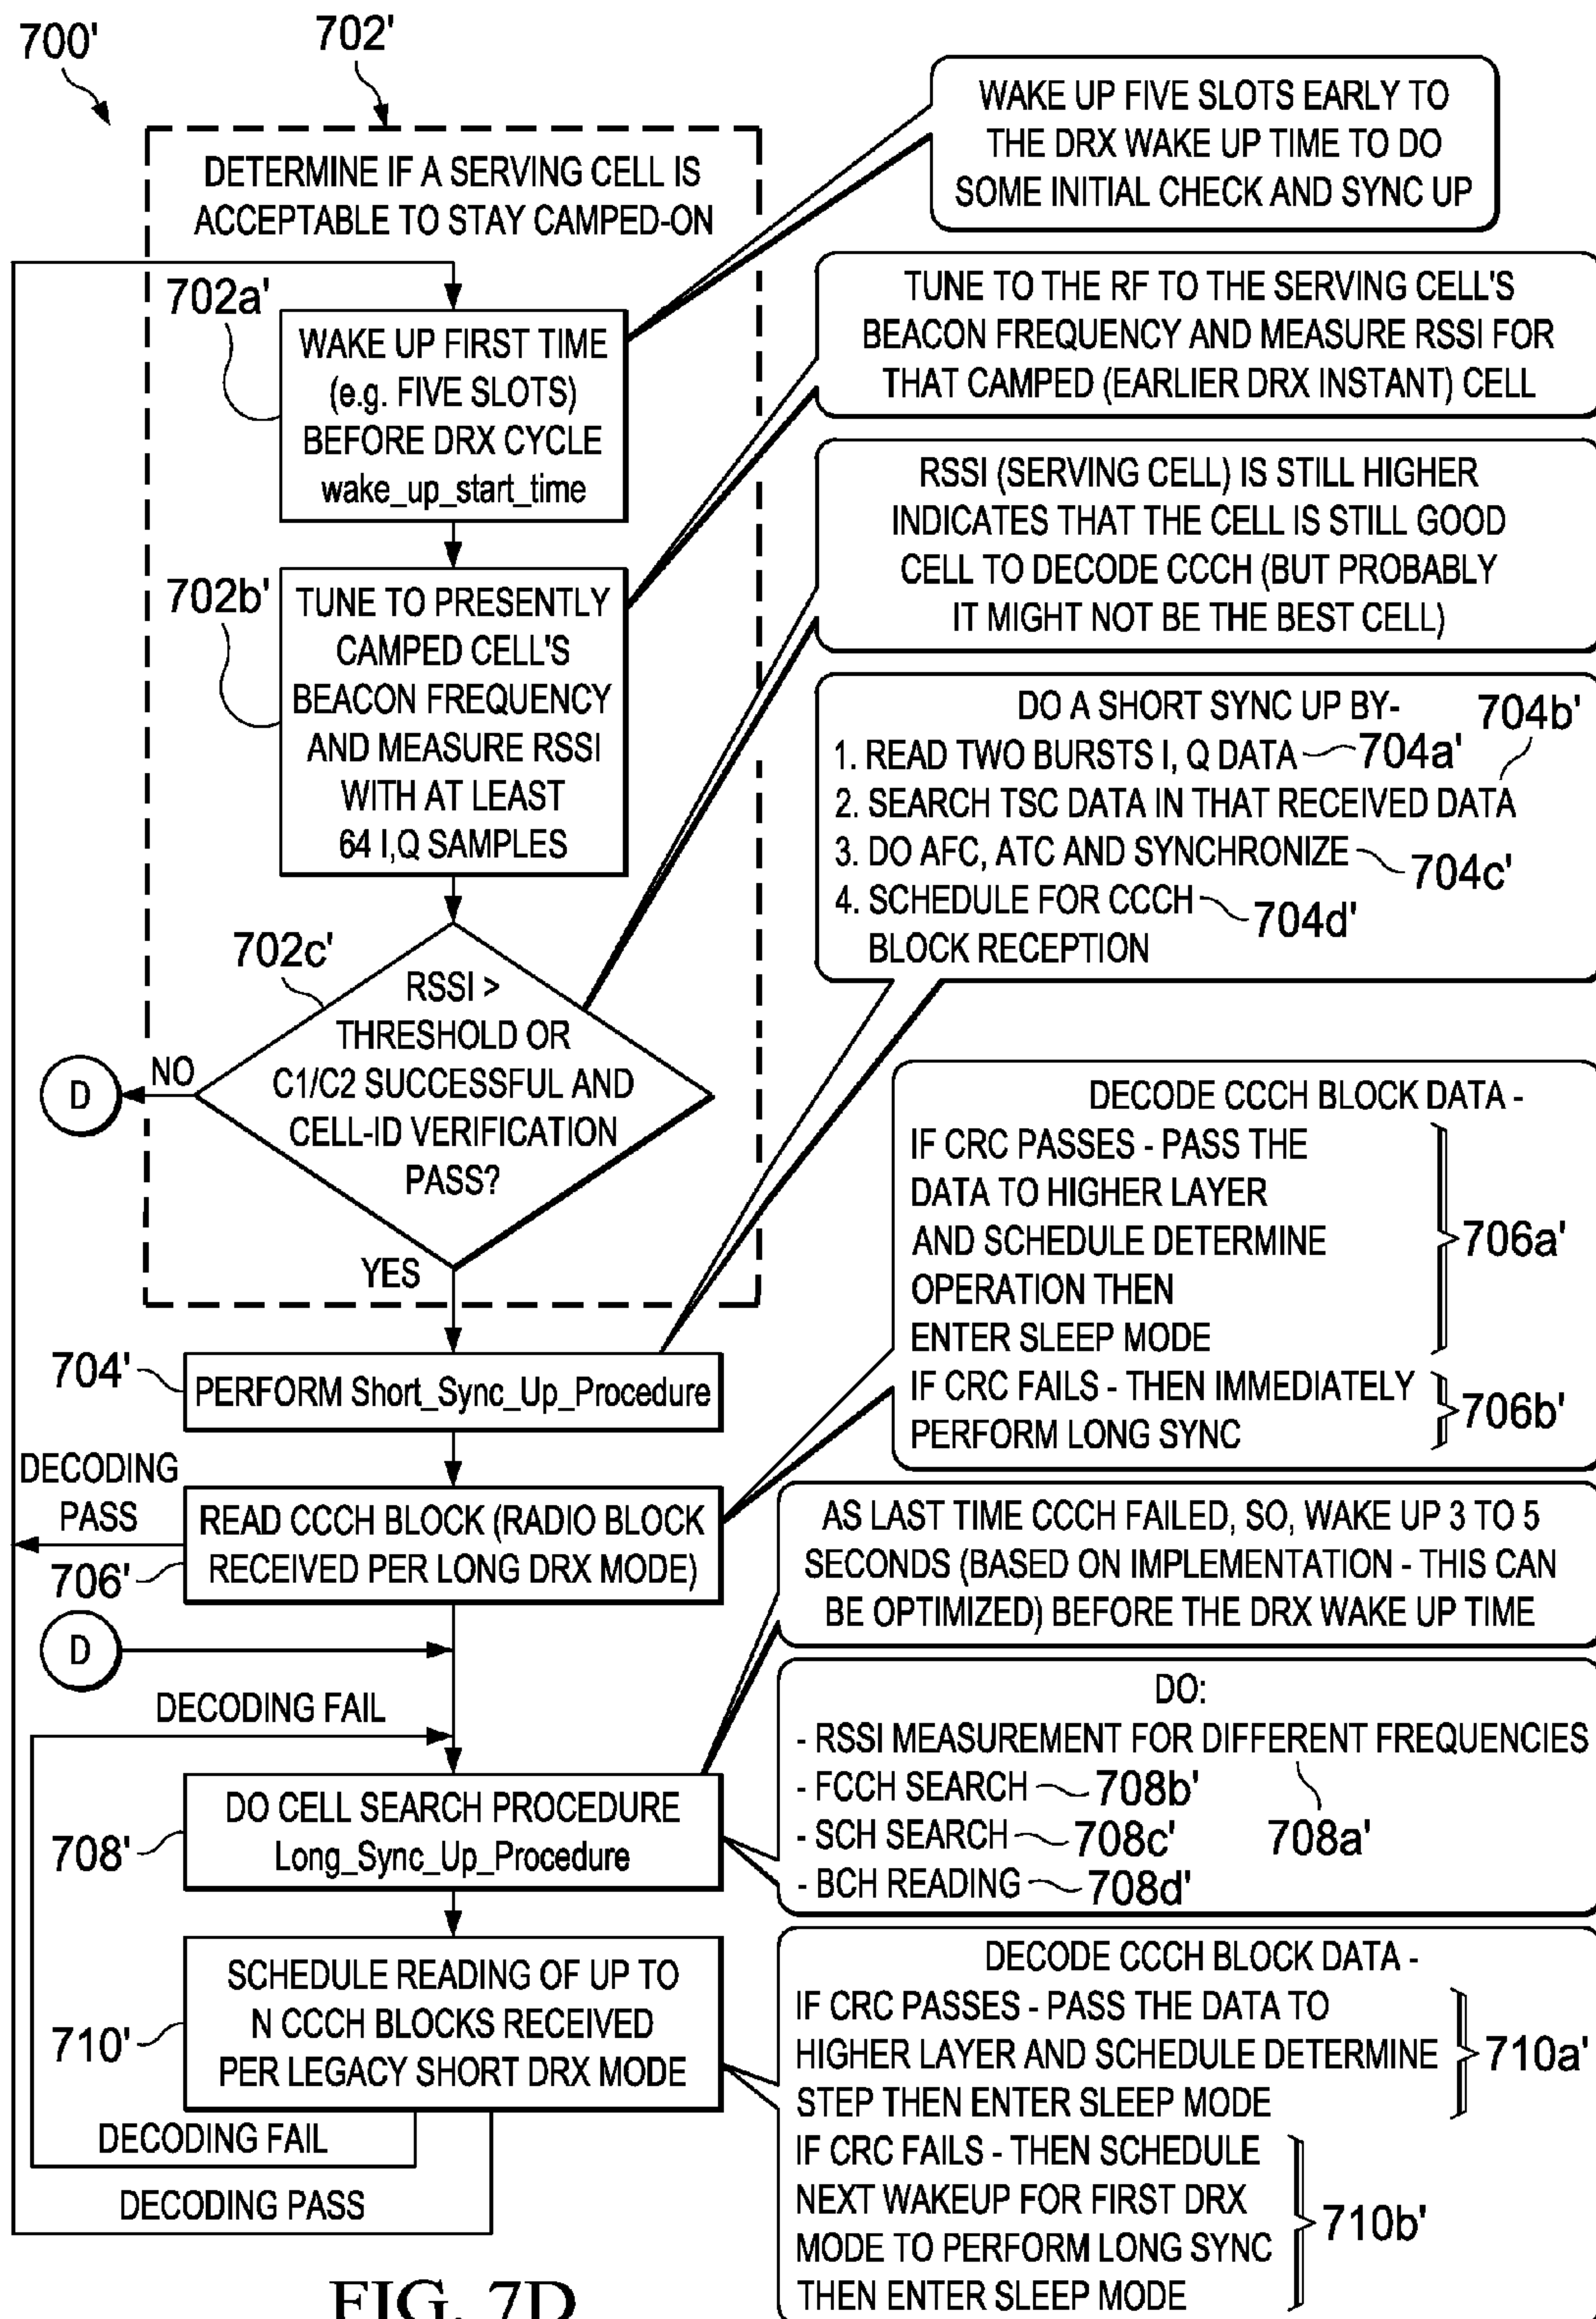 700'
702'
DETERMINE IF A SERVING CELL IS
ACCEPTABLE TO STAY CAMPED-ON
702a'
WAKE UP FIRST TIME
(e.g. FIVE SLOTS)
BEFORE DRX CYCLE
wake_up_start_time
702b'
TUNE TO PRESENTLY
CAMPED CELL'S
BEACON FREQUENCY
AND MEASURE RSSI
WITH AT LEAST
64 I,Q SAMPLES
702c'
RSSI >
THRESHOLD OR
C1/C2 SUCCESSFUL AND
CELL-ID VERIFICATION
PASS?
NO
D
YES
704'
PERFORM Short_Sync_Up_Procedure
DECODING
PASS
READ CCCH BLOCK (RADIO BLOCK
RECEIVED PER LONG DRX MODE)
706'
D
DECODING FAIL
708'
DO CELL SEARCH PROCEDURE
Long_Sync_Up_Procedure
710'
SCHEDULE READING OF UP TO
N CCCH BLOCKS RECEIVED
PER LEGACY SHORT DRX MODE
DECODING FAIL
DECODING PASS
WAKE UP FIVE SLOTS EARLY TO
THE DRX WAKE UP TIME TO DO
SOME INITIAL CHECK AND SYNC UP
TUNE TO THE RF TO THE SERVING CELL'S
BEACON FREQUENCY AND MEASURE RSSI FOR
THAT CAMPED (EARLIER DRX INSTANT) CELL
RSSI (SERVING CELL) IS STILL HIGHER
INDICATES THAT THE CELL IS STILL GOOD
CELL TO DECODE CCCH (BUT PROBABLY
IT MIGHT NOT BE THE BEST CELL)
DO A SHORT SYNC UP BY-
704b'
1. READ TWO BURSTS I, Q DATA 704a'
2. SEARCH TSC DATA IN THAT RECEIVED DATA
3. DO AFC, ATC AND SYNCHRONIZE 704c'
4. SCHEDULE FOR CCCH 704d'
BLOCK RECEPTION
DECODE CCCH BLOCK DATA -
IF CRC PASSES - PASS THE
DATA TO HIGHER LAYER
AND SCHEDULE DETERMINE
OPERATION THEN
ENTER SLEEP MODE
706a'
IF CRC FAILS - THEN IMMEDIATELY
PERFORM LONG SYNC
706b'
AS LAST TIME CCCH FAILED, SO, WAKE UP 3 TO 5
SECONDS (BASED ON IMPLEMENTATION - THIS CAN
BE OPTIMIZED) BEFORE THE DRX WAKE UP TIME
DO:
- RSSI MEASUREMENT FOR DIFFERENT FREQUENCIES
- FCCH SEARCH 708b'
- SCH SEARCH 708c' 708a'
- BCH READING 708d'
DECODE CCCH BLOCK DATA -
IF CRC PASSES - PASS THE DATA TO
HIGHER LAYER AND SCHEDULE DETERMINE
STEP THEN ENTER SLEEP MODE
710a'
IF CRC FAILS - THEN SCHEDULE
NEXT WAKEUP FOR FIRST DRX
MODE TO PERFORM LONG SYNC
THEN ENTER SLEEP MODE
710b'
FIG. 7D